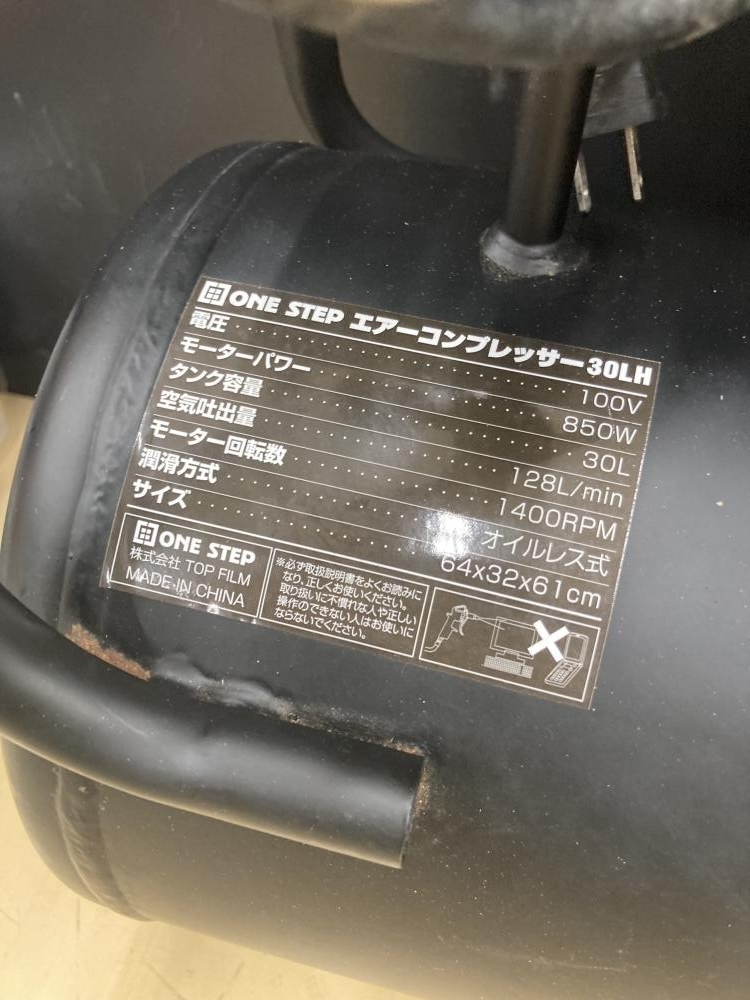 ONE STEP エアーコンプレッサー30LH
電圧 100V
モーターパワー 850W
タンク容量 30L
空気吐出量 128L/min
モーター回転数 1400RPM
潤滑方式 オイルレス式
サイズ 64x32x61cm
ONE STEP
株式会社 TOP FILM
MADE IN CHINA
※必ず取扱説明書をよくお読みに
なり、正しくお使いください。
取り扱いに不慣れな人や正しい
操作のできない人はお使いに
ならないでください。